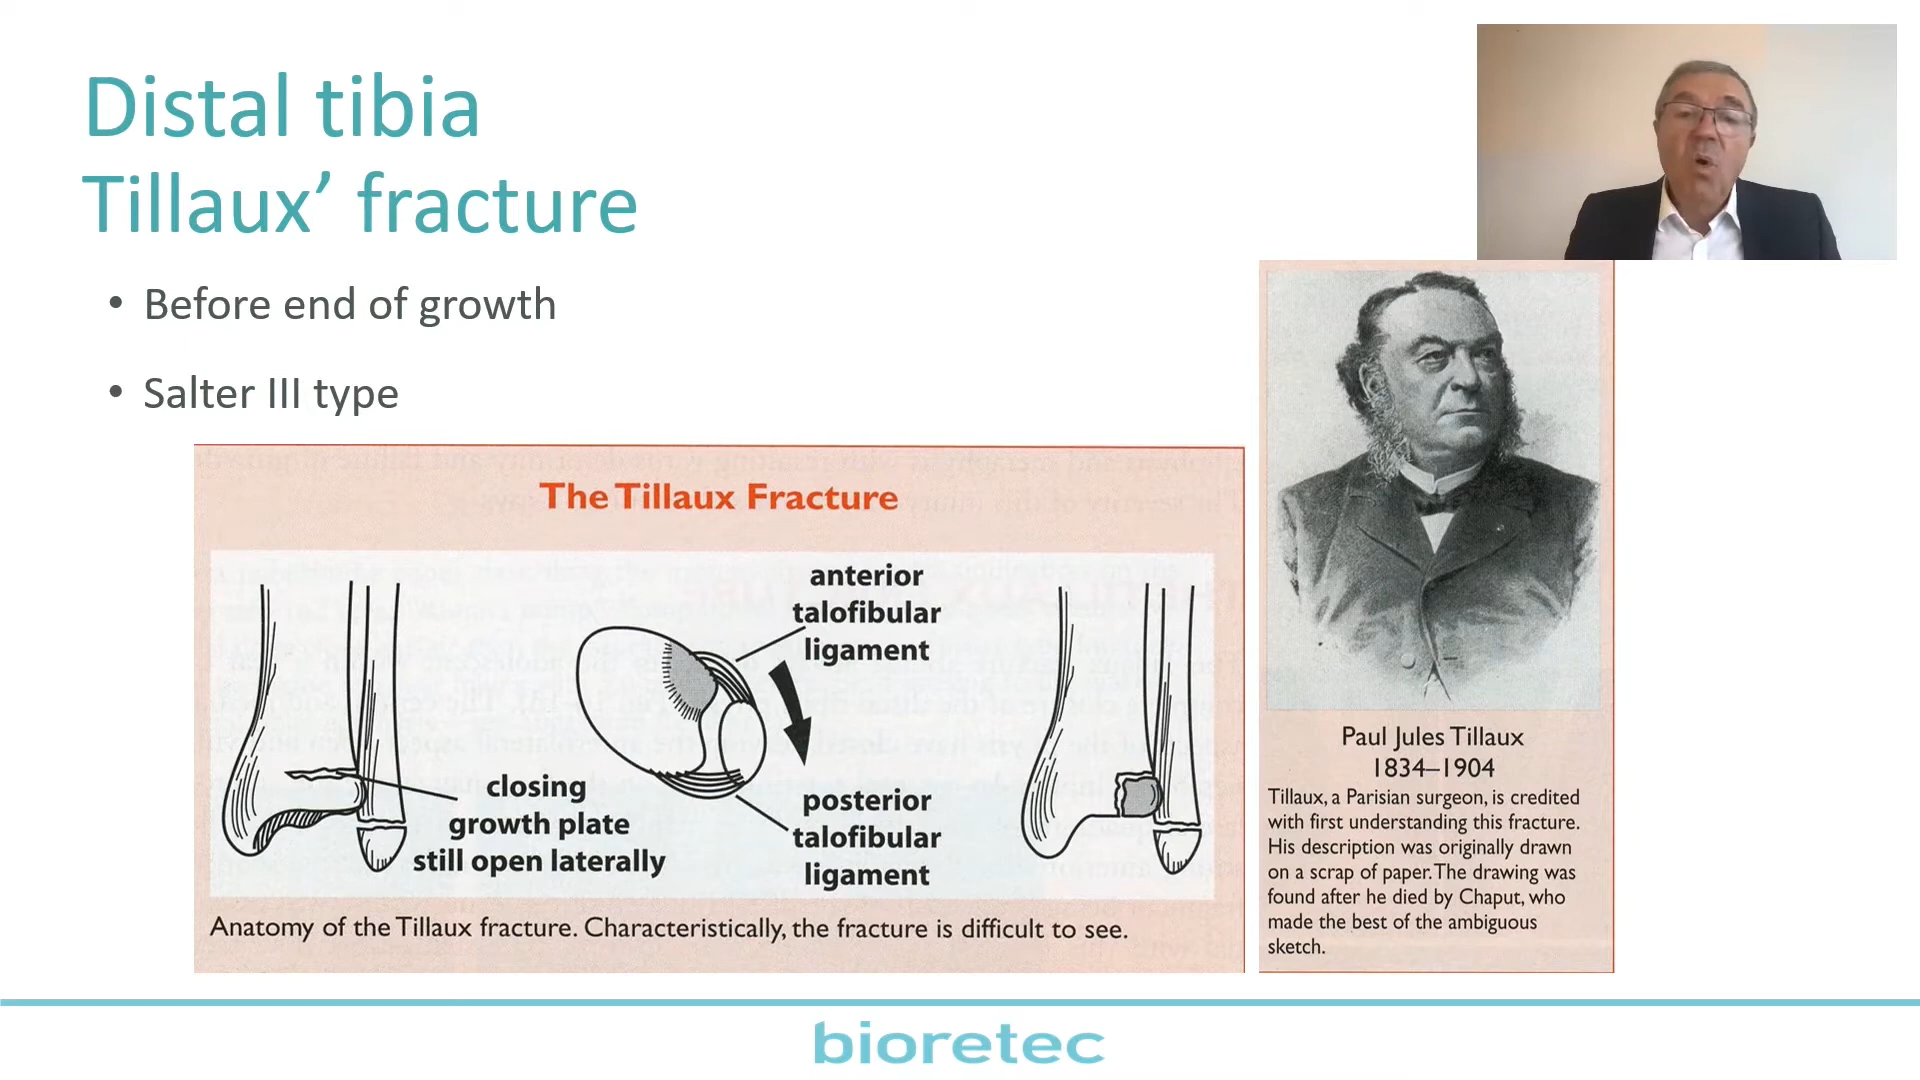 Distal tibia
Tillaux’ fracture
• Before end of growth
• Salter III type
The Tillaux Fracture
anterior
talofibular
ligament
closing
growth plate
still open laterally
posterior
talofibular
ligament
Anatomy of the Tillaux fracture. Characteristically, the fracture is difficult to see.
Paul Jules Tillaux
1834–1904
Tillaux, a Parisian surgeon, is credited
with first understanding this fracture.
His description was originally drawn
on a scrap of paper. The drawing was
found after he died by Chaput, who
made the best of the ambiguous
sketch.
bioretec